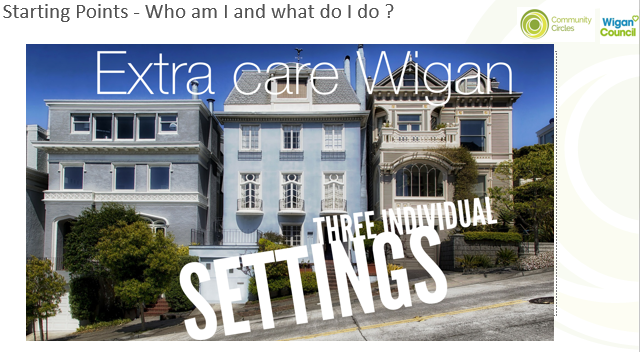 Starting Points - Who am I and what do I do ?
Community
Circles
Wigan
Council
Extra care Wigan
THREE INDIVIDUAL
SETTINGS